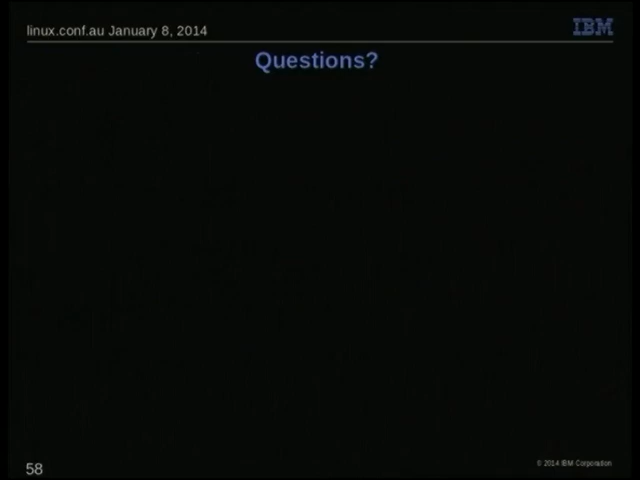 linux.conf.au January 8, 2014
IBM
Questions?
58
© 2014 IBM Corporation